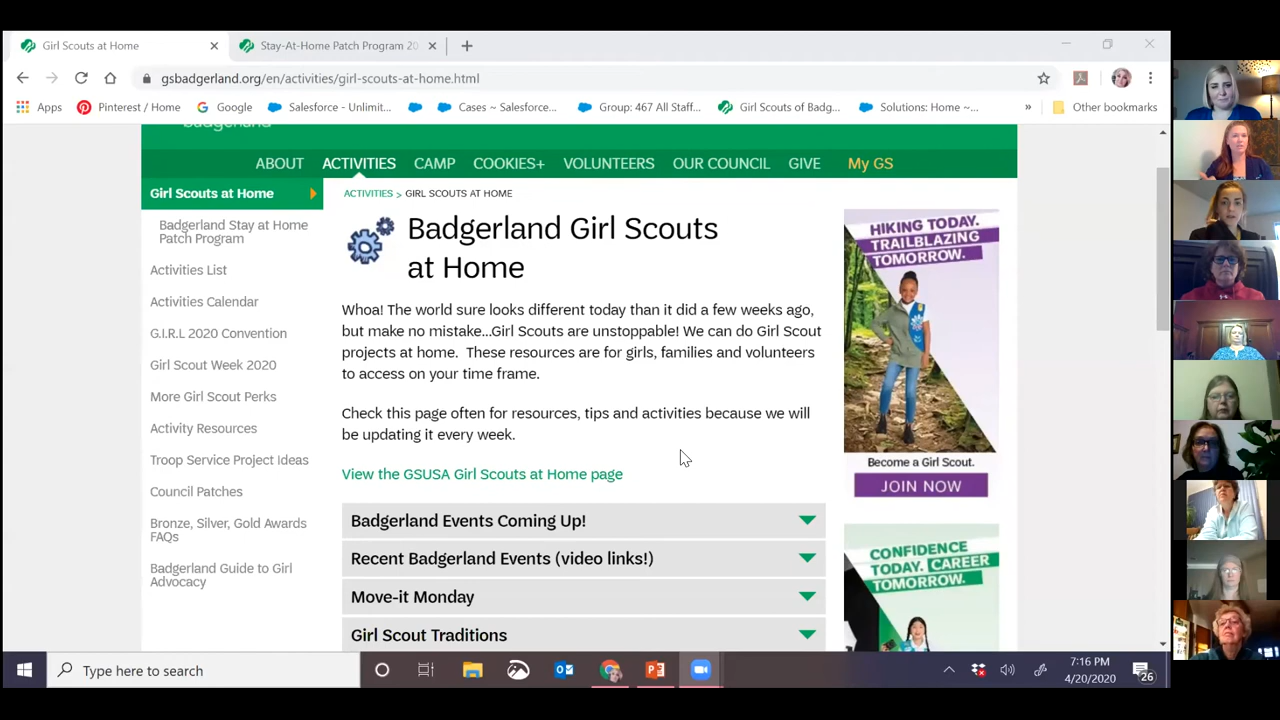 Girl Scouts at Home
Stay-At-Home Patch Program 20
gsbadgerland.org/en/activities/girl-scouts-at-home.html
Apps
Pinterest / Home
Google
Salesforce - Unlimit...
Cases ~ Salesforce...
Group: 467 All Staff...
Girl Scouts of Badg...
Solutions: Home ~...
»
Other bookmarks
ABOUT ACTIVITIES CAMP COOKIES+ VOLUNTEERS OUR COUNCIL GIVE My GS
Girl Scouts at Home
Badgerland Stay at Home
Patch Program
Activities List
Activities Calendar
G.I.R.L 2020 Convention
Girl Scout Week 2020
More Girl Scout Perks
Activity Resources
Troop Service Project Ideas
Council Patches
Bronze, Silver, Gold Awards
FAQs
Badgerland Guide to Girl
Advocacy
ACTIVITIES > GIRL SCOUTS AT HOME
Badgerland Girl Scouts
at Home
Whoa! The world sure looks different today than it did a few weeks ago,
but make no mistake...Girl Scouts are unstoppable! We can do Girl Scout
projects at home. These resources are for girls, families and volunteers
to access on your time frame.
Check this page often for resources, tips and activities because we will
be updating it every week.
View the GSUSA Girl Scouts at Home page
Badgerland Events Coming Up!
Recent Badgerland Events (video links!)
Move-it Monday
Girl Scout Traditions
HIKING TODAY.
TRAILBLAZING
TOMORROW.
Become a Girl Scout.
JOIN NOW
CONFIDENCE
TODAY. CAREER
TOMORROW.
Type here to search
7:16 PM
4/20/2020
26